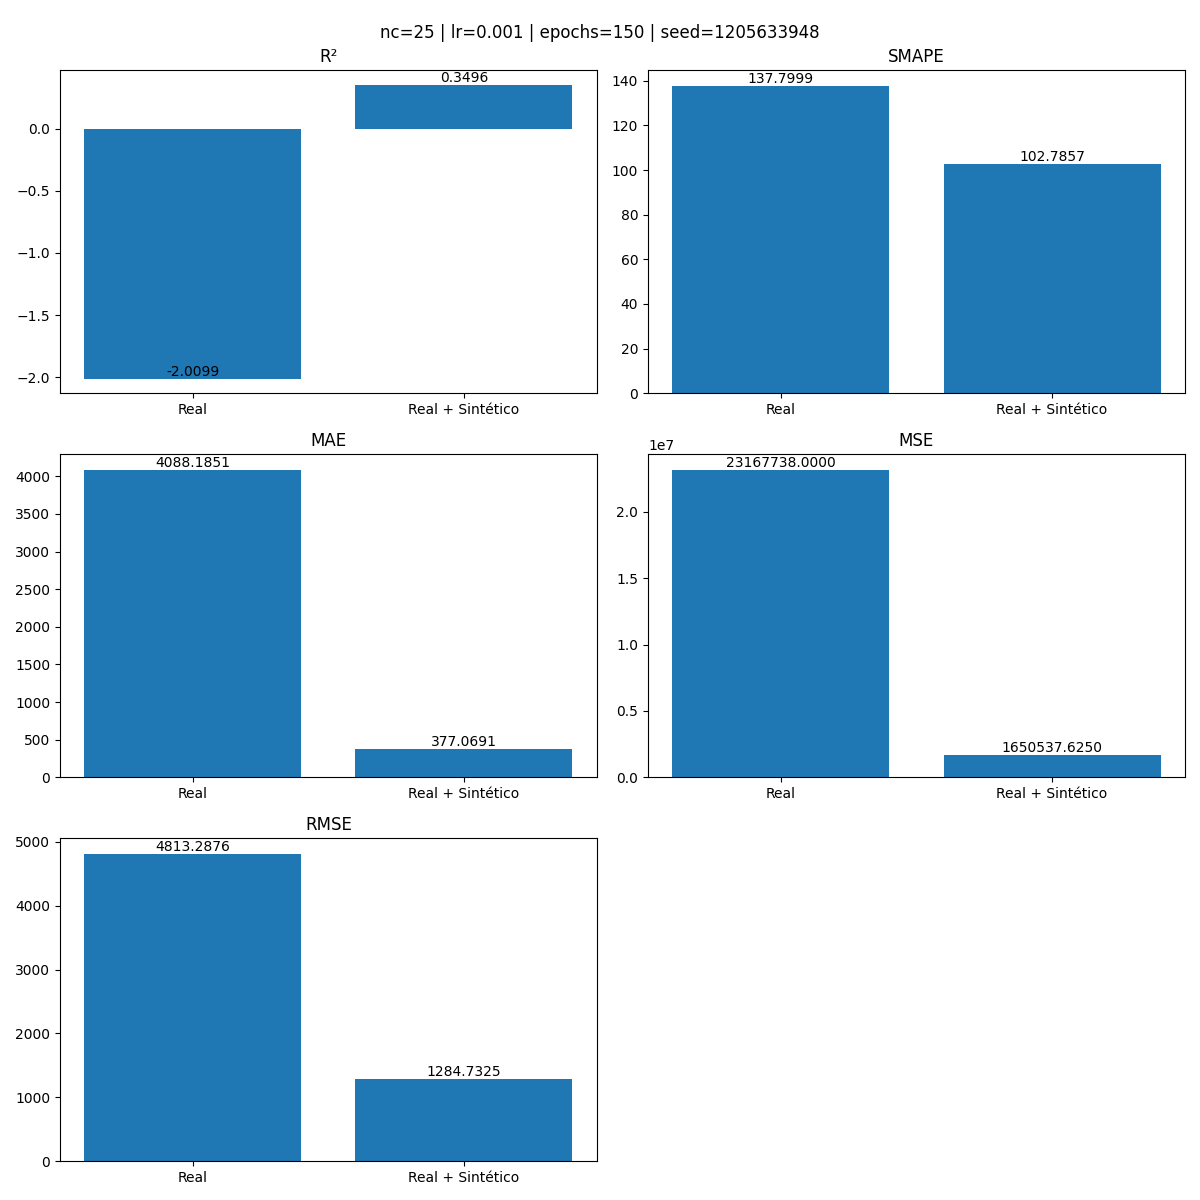 nc=25 | lr=0.001 | epochs=150 | seed=1205633948
R²
0.3496
0.0
−0.5
−1.0
−1.5
−2.0
-2.0099
Real
Real + Sintético
SMAPE
140
137.7999
120
102.7857
100
80
60
40
20
0
Real
Real + Sintético
MAE
4088.1851
4000
3500
3000
2500
2000
1500
1000
500
377.0691
0
Real
Real + Sintético
MSE
1e7
23167738.0000
2.0
1.5
1.0
0.5
1650537.6250
0.0
Real
Real + Sintético
RMSE
5000
4813.2876
4000
3000
2000
1284.7325
1000
0
Real
Real + Sintético